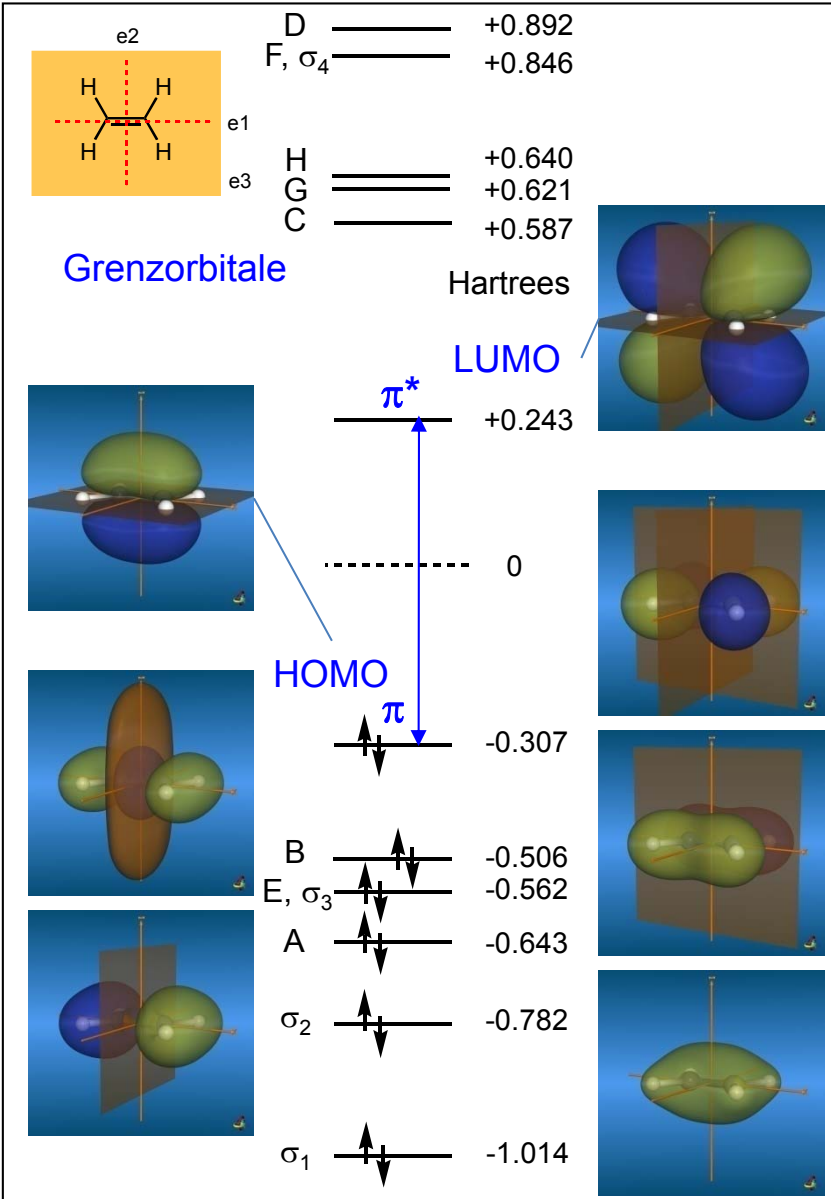 D +0.892
F, σ4 +0.846
e2
H H
e1
H H
e3
H +0.640
G +0.621
C +0.587
Grenzorbitale
Hartrees
LUMO
π* +0.243
0
HOMO
π -0.307
B -0.506
E, σ3 -0.562
A -0.643
σ2 -0.782
σ1 -1.014